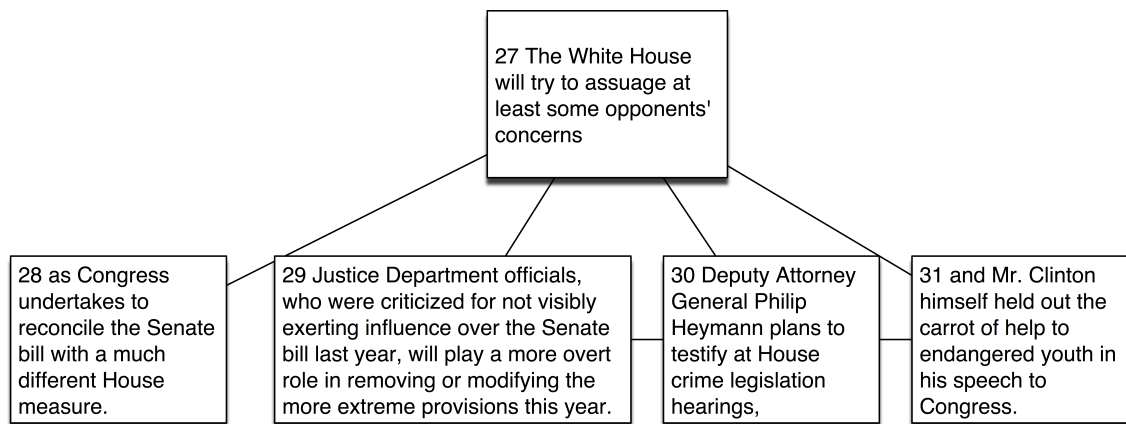 27 The White House
will try to assuage at
least some opponents'
concerns
28 as Congress
undertakes to
reconcile the Senate
bill with a much
different House
measure.
29 Justice Department officials,
who were criticized for not visibly
exerting influence over the Senate
bill last year, will play a more overt
role in removing or modifying the
more extreme provisions this year.
30 Deputy Attorney
General Philip
Heymann plans to
testify at House
crime legislation
hearings,
31 and Mr. Clinton
himself held out the
carrot of help to
endangered youth in
his speech to
Congress.